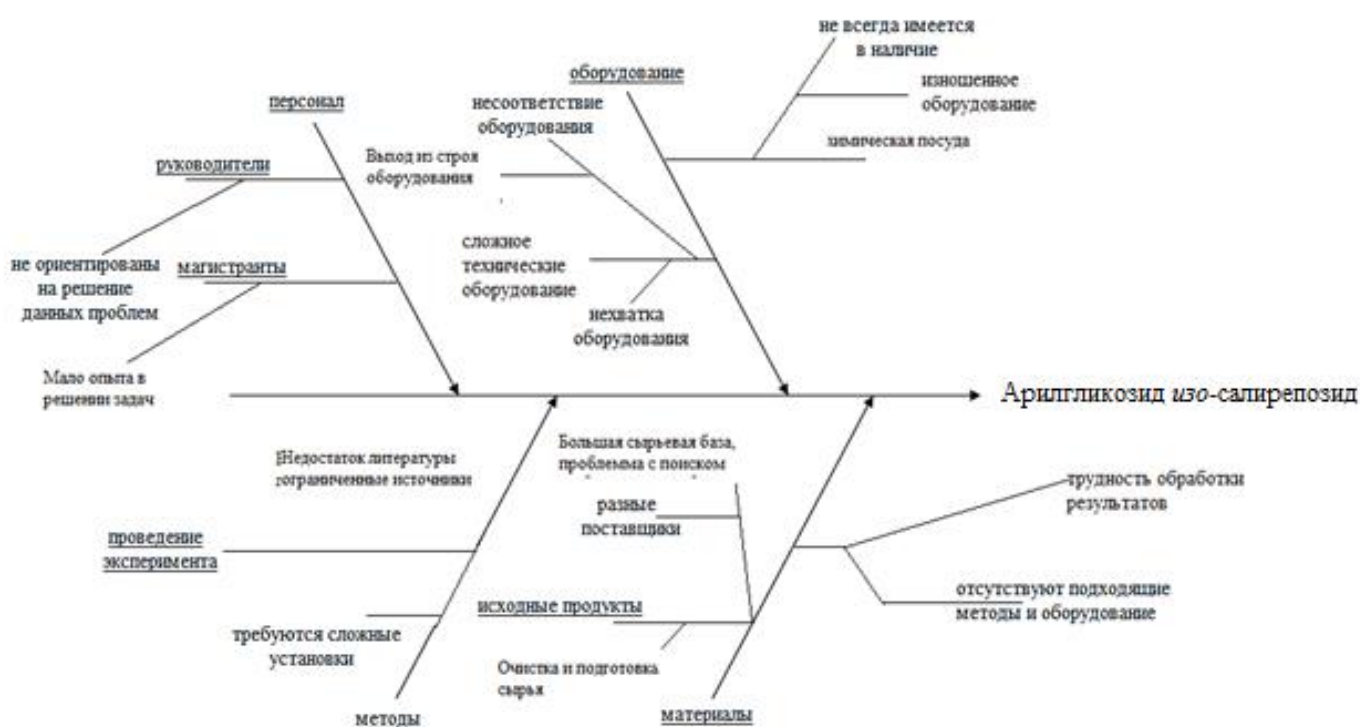 не всегда имеется
в наличие
оборудование
изношенное
оборудование
персонал
несоответствие
оборудования
химическая посуда
руководители
Выход из строя
оборудования
не ориентированы
на решение
данных проблем
магистранты
сложное
технические
оборудование
нехватка
оборудования
Мало опыта в
решении задач
Арилгликозид изо-салирепозид
Недостаток литературы
ограниченные источники
Большая сырьевая база,
проблемма с поиском
трудность обработки
результатов
разные
поставщики
проведение
эксперимента
исходные продукты
отсутствуют подходящие
методы и оборудование
требуются сложные
установки
Очистка и подготовка
сырья
методы
материалы